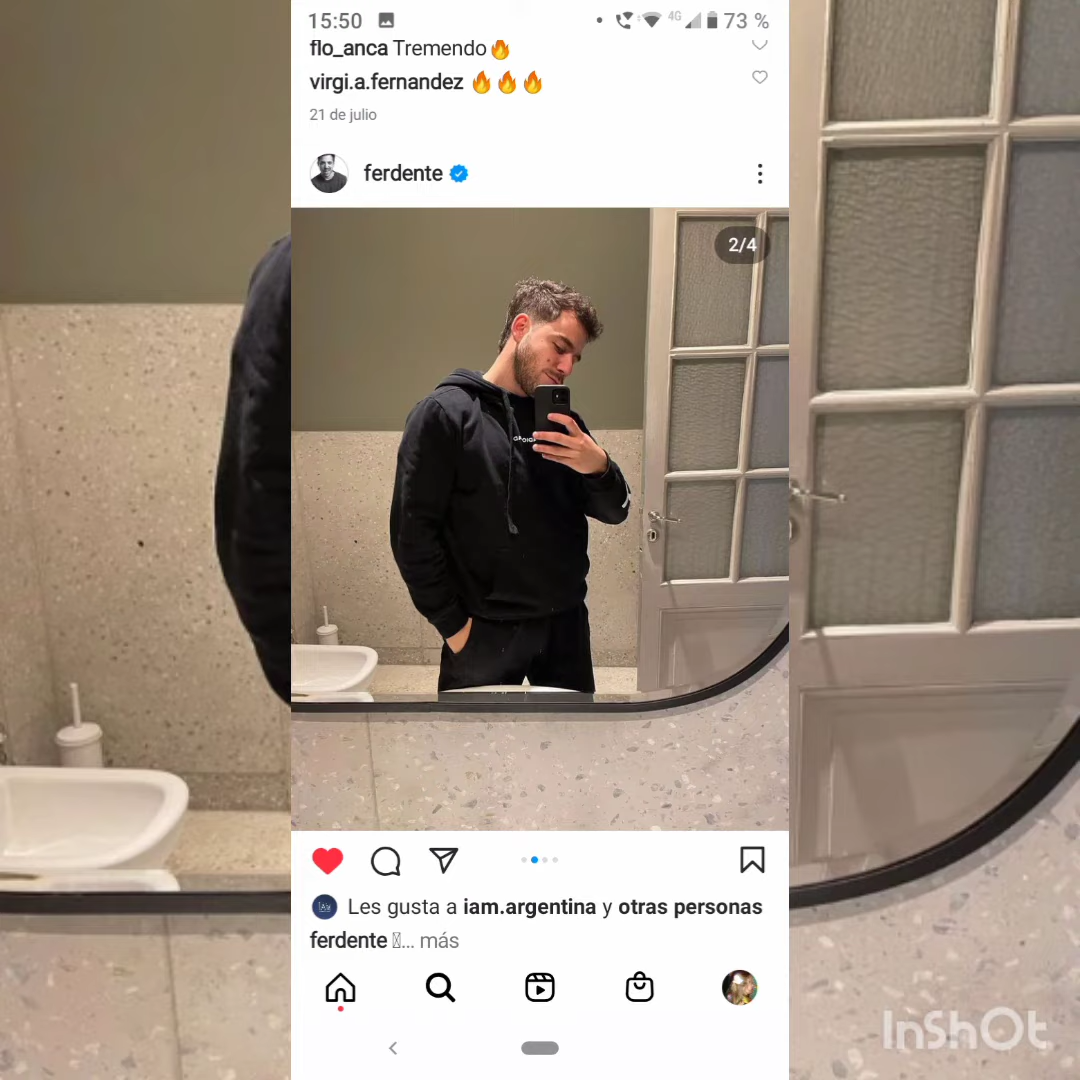 15:50 4G 73 %
flo_anca Tremendo🔥
virgi.a.fernandez 🔥🔥🔥
21 de julio
ferdente
2/4
Les gusta a iam.argentina y otras personas
ferdente ... más
InShOt